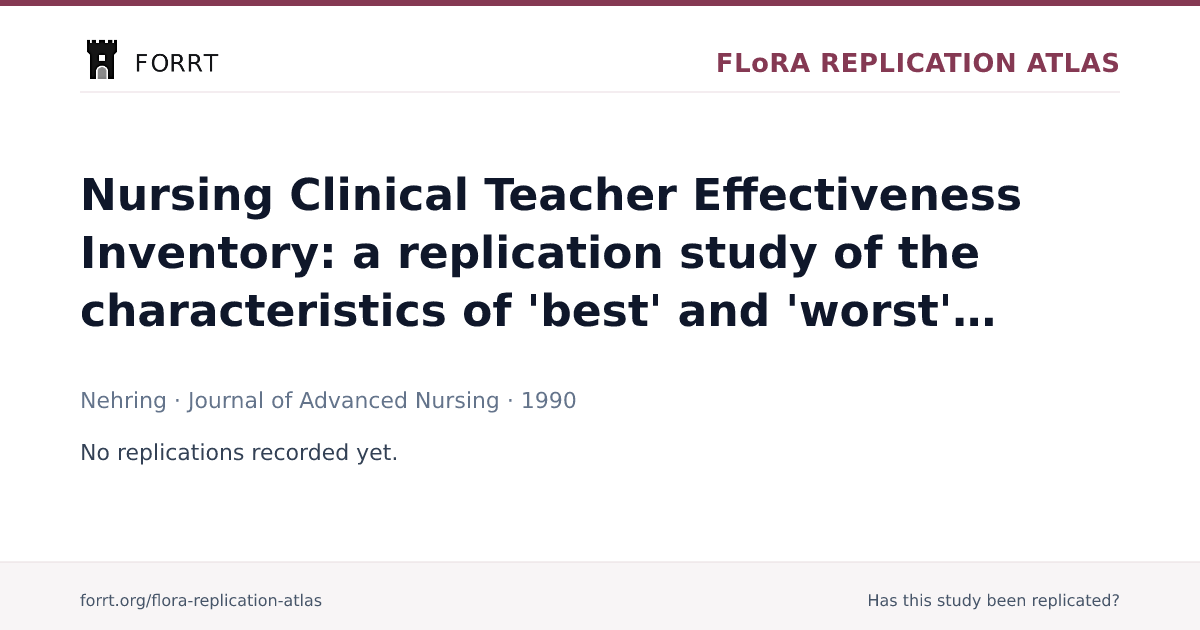 FORRT
FLoRA REPLICATION ATLAS
Nursing Clinical Teacher Effectiveness
Inventory: a replication study of the
characteristics of 'best' and 'worst'…
Nehring · Journal of Advanced Nursing · 1990
No replications recorded yet.
forrt.org/flora-replication-atlas
Has this study been replicated?